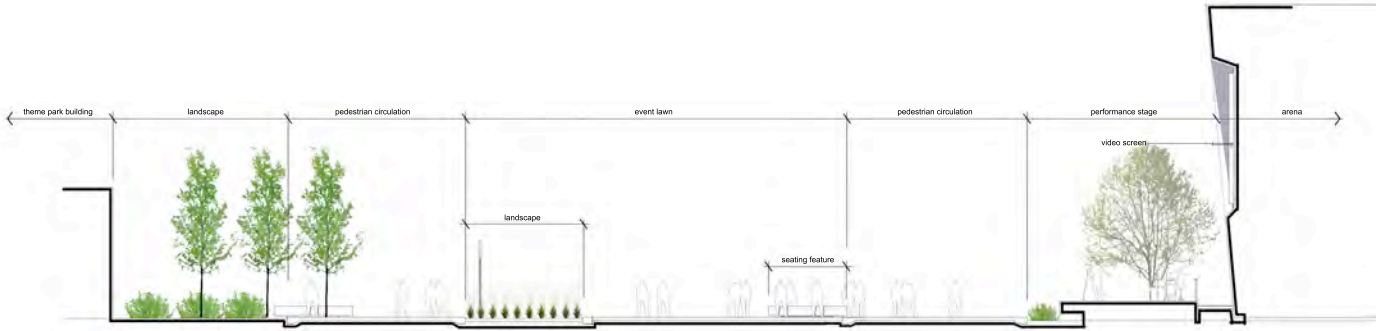 theme park building
landscape
pedestrian circulation
event lawn
pedestrian circulation
performance stage
arena
video screen
landscape
seating feature